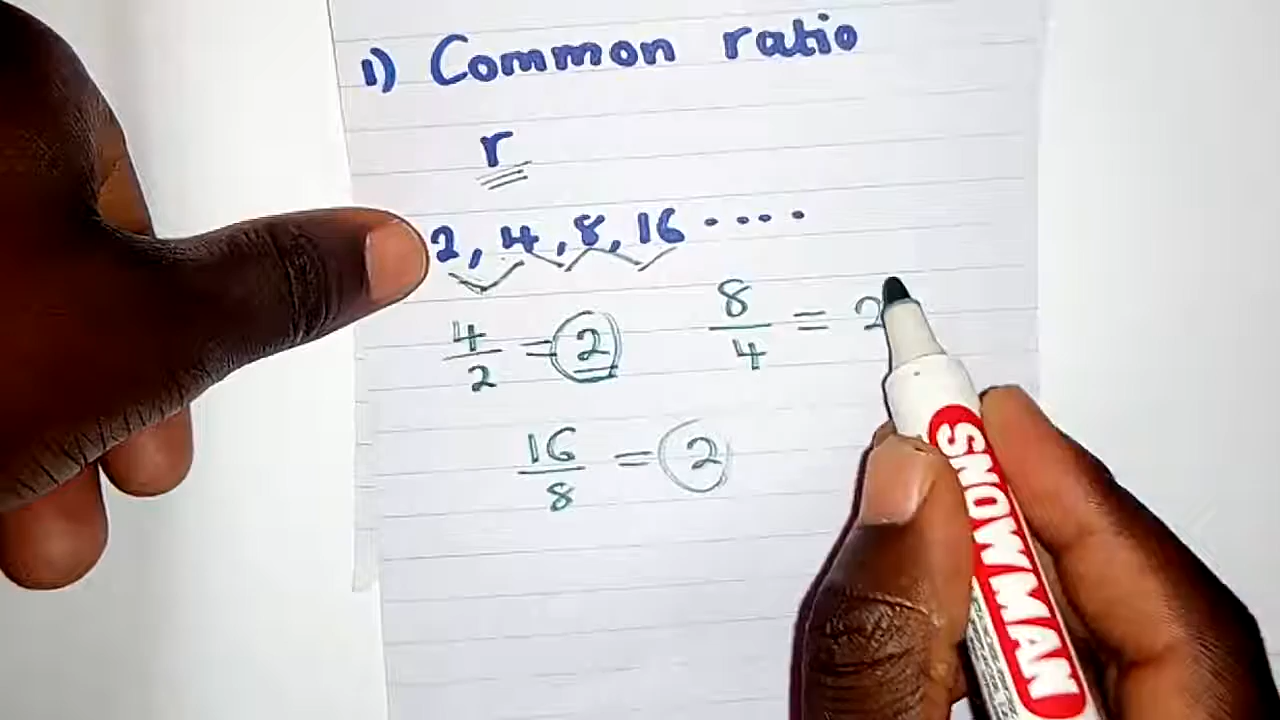 1) Common ratio
r
2, 4, 8, 16 ....
4/2 = 2
8/4 = 2
16/8 = 2
SNOWMAN